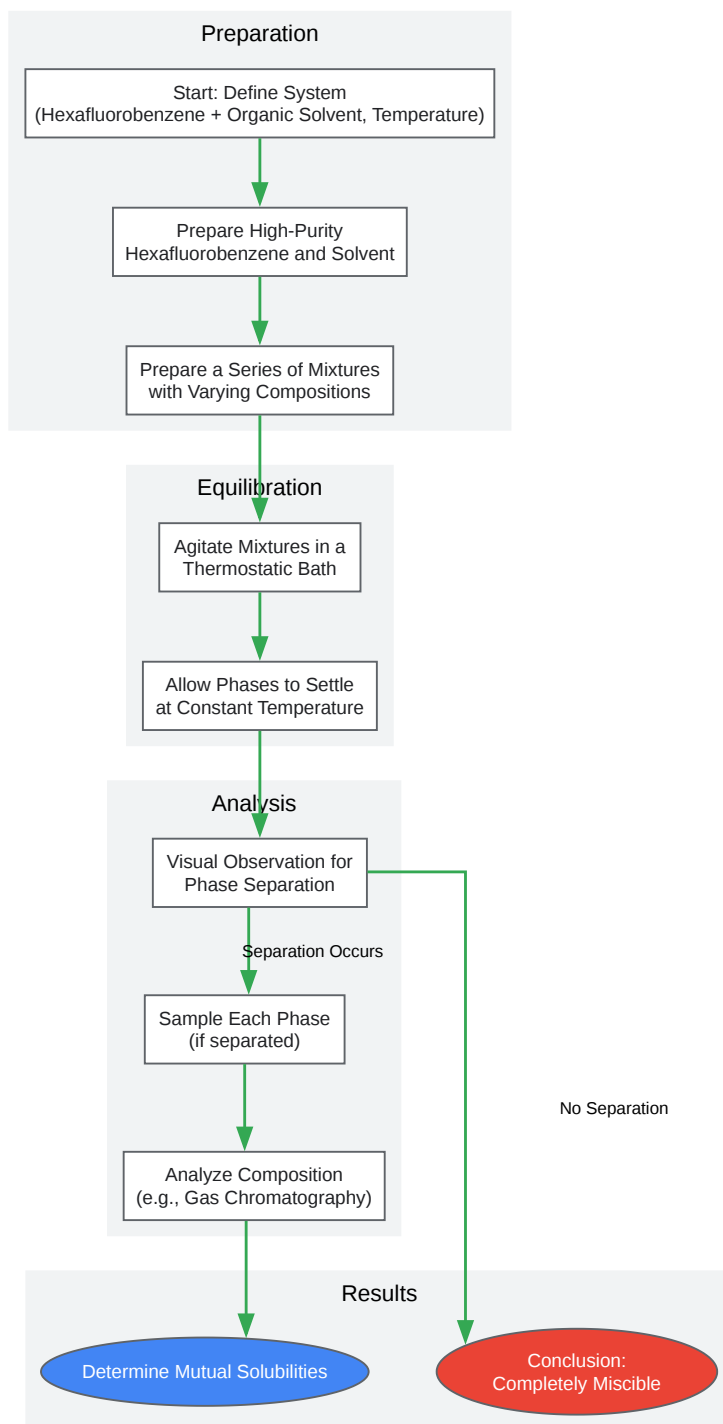 Preparation
Start: Define System
(Hexafluorobenzene + Organic Solvent, Temperature)
Prepare High-Purity
Hexafluorobenzene and Solvent
Prepare a Series of Mixtures
with Varying Compositions
Equilibration
Agitate Mixtures in a
Thermostatic Bath
Allow Phases to Settle
at Constant Temperature
Analysis
Visual Observation for
Phase Separation
Separation Occurs
Sample Each Phase
(if separated)
No Separation
Analyze Composition
(e.g., Gas Chromatography)
Results
Determine Mutual Solubilities
Conclusion:
Completely Miscible